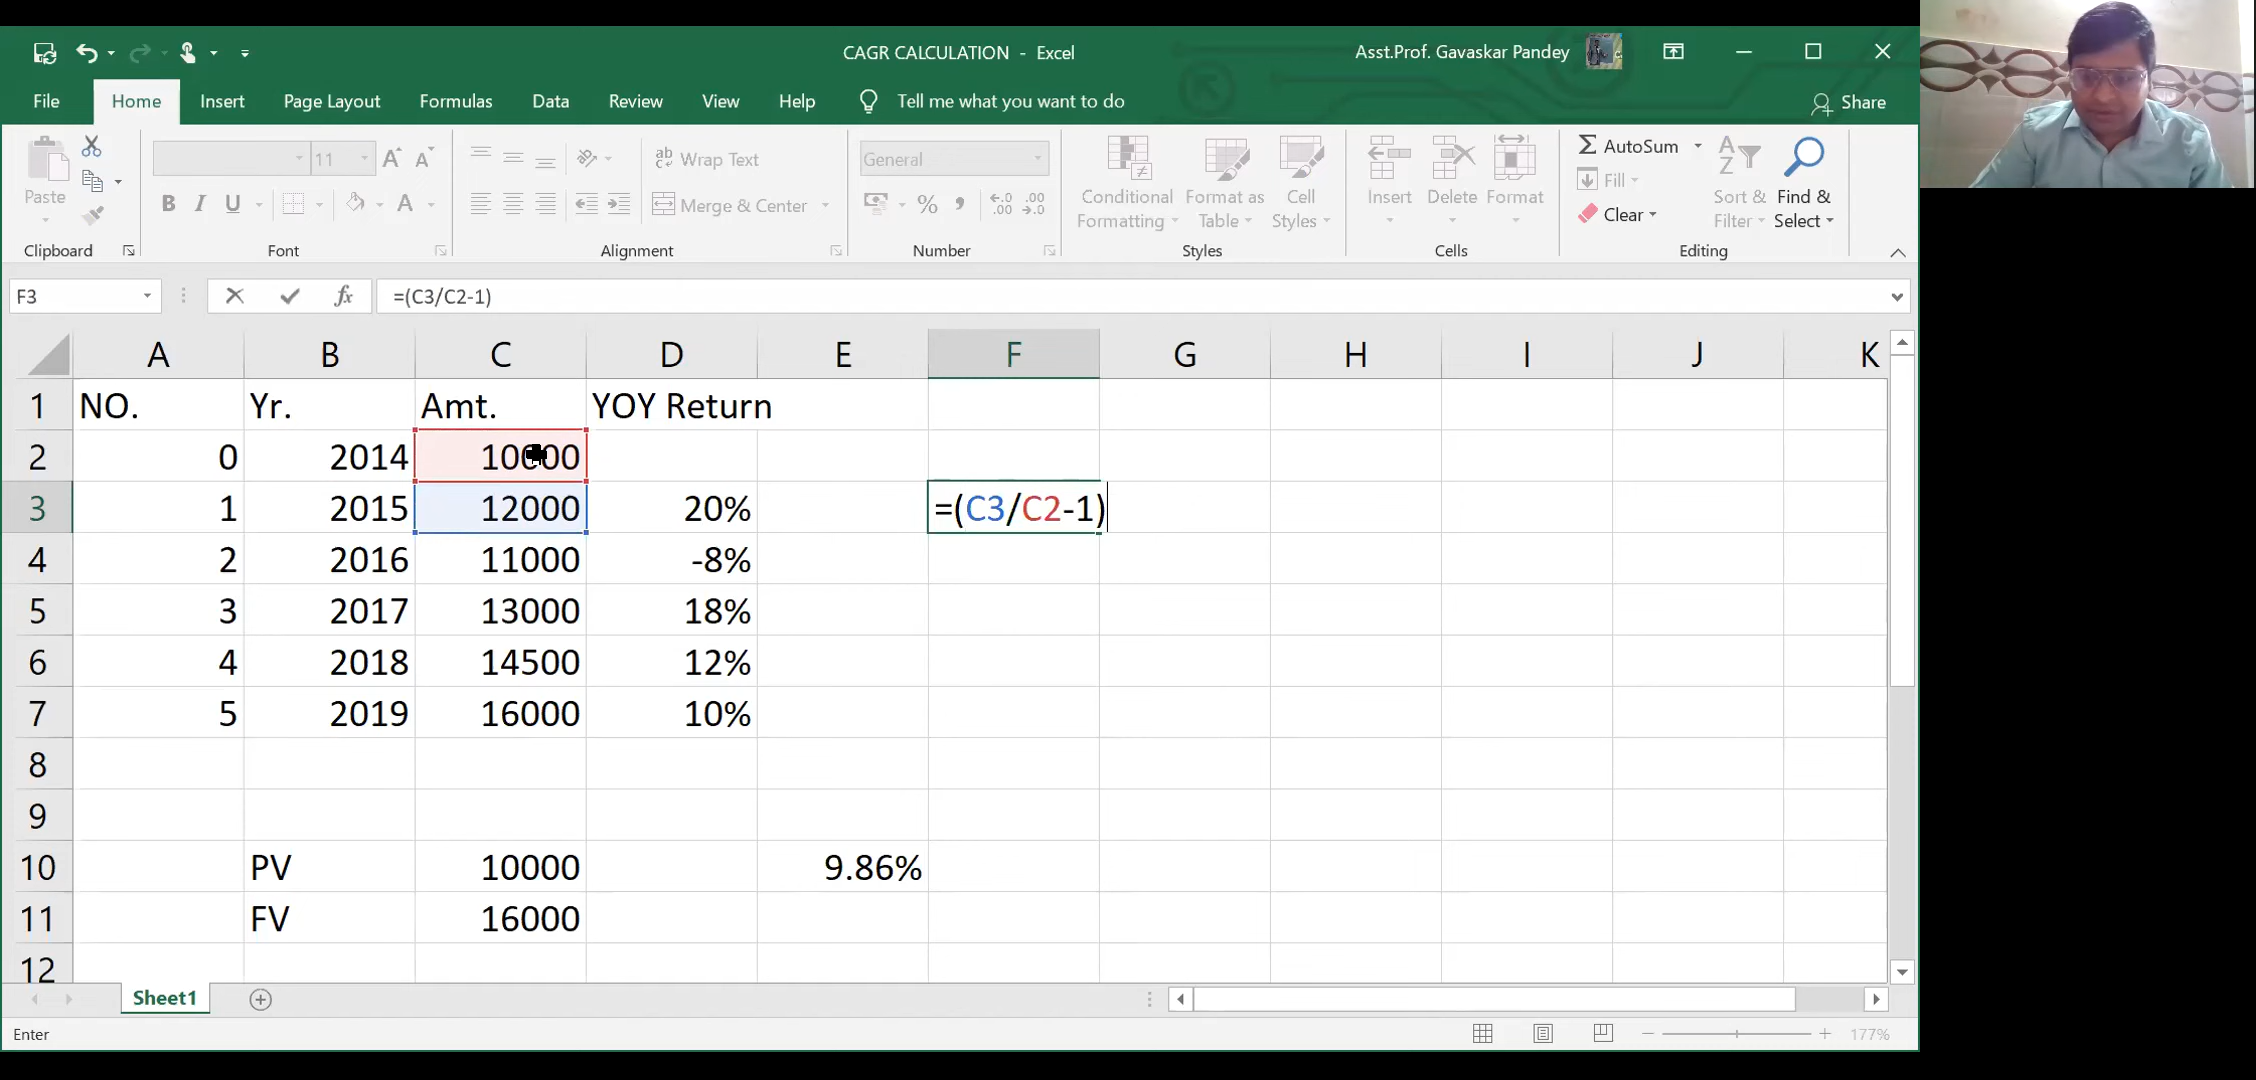 CAGR CALCULATION - Excel
Asst.Prof. Gavaskar Pandey
File Home Insert Page Layout Formulas Data Review View Help Tell me what you want to do Share
Paste
11
B I U A
Wrap Text
Merge & Center
General
%
Conditional Formatting
Format as Table
Cell Styles
Insert
Delete
Format
AutoSum
Fill
Clear
Sort & Filter
Find & Select
Clipboard Font Alignment Number Styles Cells Editing
F3 fx =(C3/C2-1)
A B C D E F G H I J K
1 NO. Yr. Amt. YOY Return
2 0 2014 10000
3 1 2015 12000 20% =(C3/C2-1)
4 2 2016 11000 -8%
5 3 2017 13000 18%
6 4 2018 14500 12%
7 5 2019 16000 10%
8
9
10 PV 10000 9.86%
11 FV 16000
12
Sheet1
Enter 177%